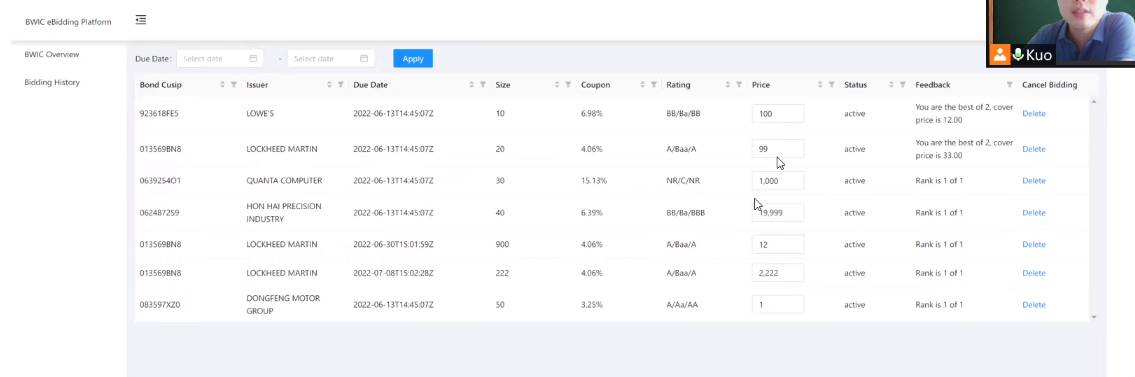 BWIC eBidding Platform
Kuo
BWIC Overview
Bidding History
Due Date: Select date - Select date Apply
Bond Cusip Issuer Due Date Size Coupon Rating Price Status Feedback Cancel Bidding
923618FE5 LOWE'S 2022-06-13T14:45:07Z 10 6.98% BB/Ba/BB 100 active You are the best of 2, cover price is 12.00 Delete
013569BN8 LOCKHEED MARTIN 2022-06-13T14:45:07Z 20 4.06% A/Baa/A 99 active You are the best of 2, cover price is 33.00 Delete
0639254O1 QUANTA COMPUTER 2022-06-13T14:45:07Z 30 15.13% NR/C/NR 1,000 active Rank is 1 of 1 Delete
0624872S9 HON HAI PRECISION INDUSTRY 2022-06-13T14:45:07Z 40 6.39% BB/Ba/BBB 19,999 active Rank is 1 of 1 Delete
013569BN8 LOCKHEED MARTIN 2022-06-30T15:01:59Z 900 4.06% A/Baa/A 12 active Rank is 1 of 1 Delete
013569BN8 LOCKHEED MARTIN 2022-07-08T15:02:28Z 222 4.06% A/Baa/A 2,222 active Rank is 1 of 1 Delete
083597XZ0 DONGFENG MOTOR GROUP 2022-06-13T14:45:07Z 50 3.25% A/Aa/AA 1 active Rank is 1 of 1 Delete